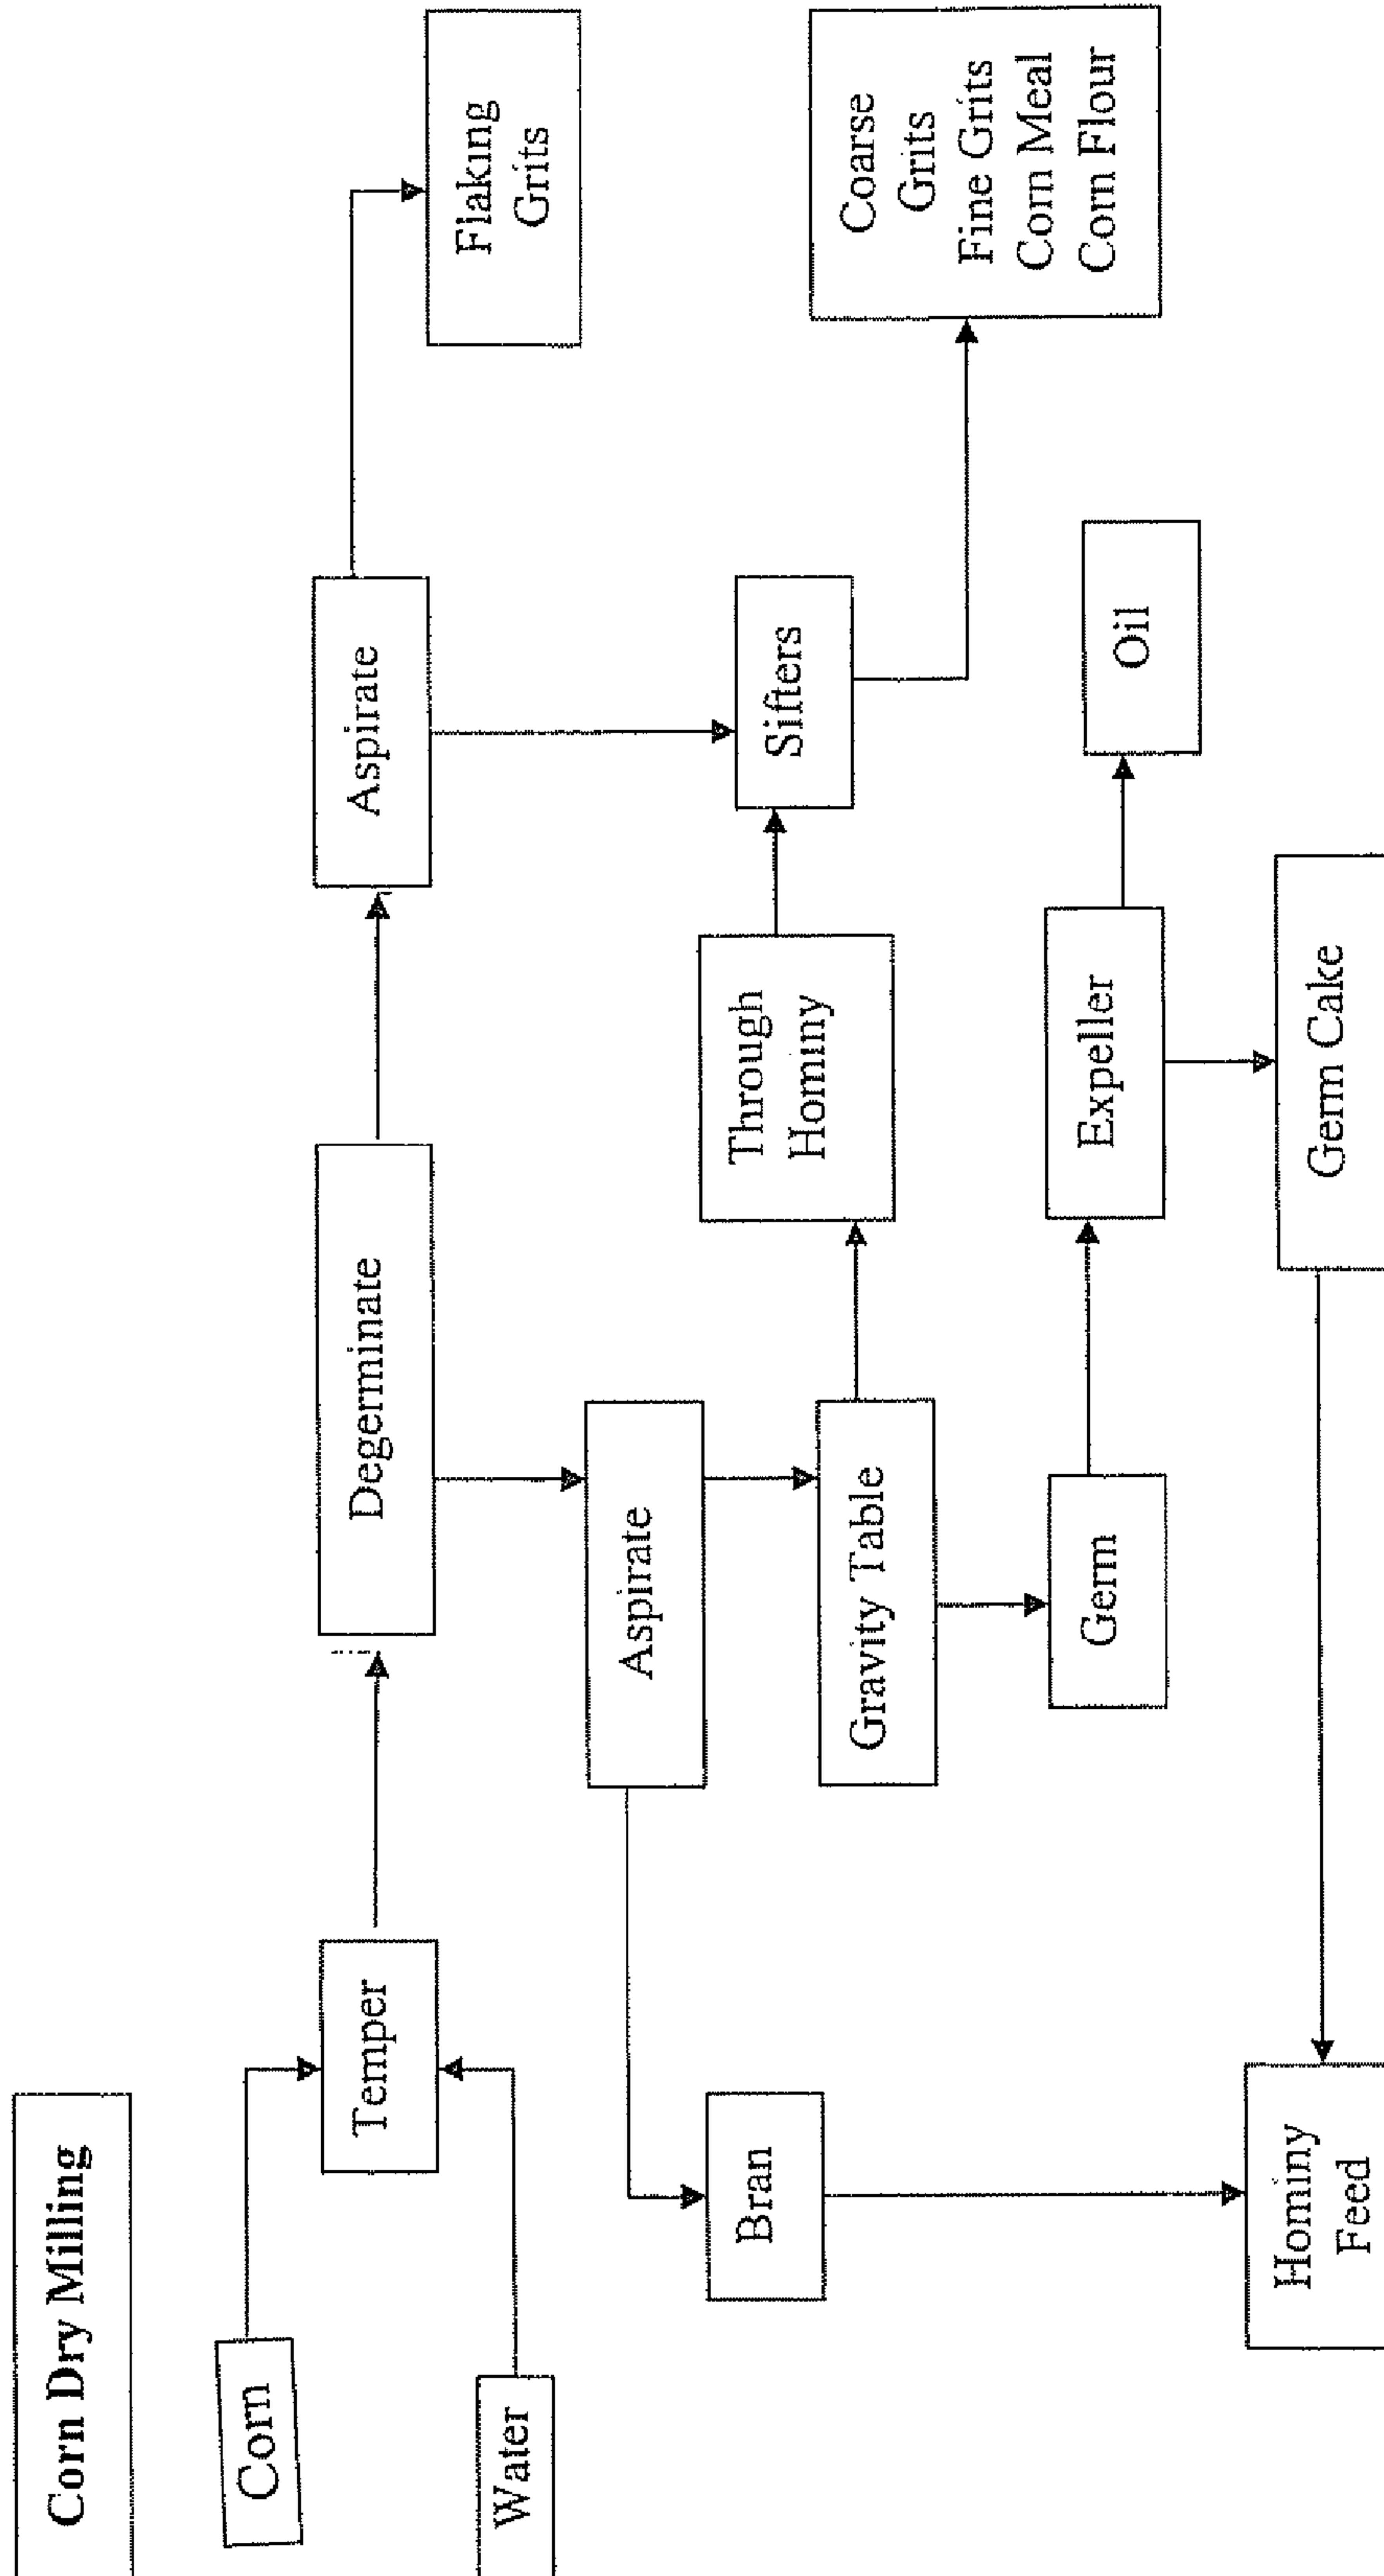 Corn Dry Milling
Corn
Water
Temper
Degerminate
Aspirate
Flaking
Grits
Aspirate
Bran
Gravity Table
Through
Hominy
Sifters
Coarse
Grits
Fine Grits
Corn Meal
Corn Flour
Germ
Expeller
Oil
Germ Cake
Hominy
Feed